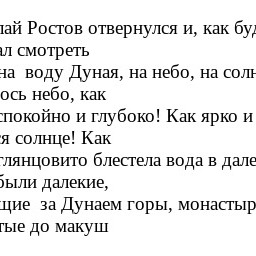 лай Ростов отвернулся и, как буд
ал смотреть
на воду Дуная, на небо, на солн
ось небо, как
спокойно и глубоко! Как ярко и
ся солнце! Как
глянцовито блестела вода в дале
были далекие,
щие за Дунаем горы, монастыр
тые до макуш